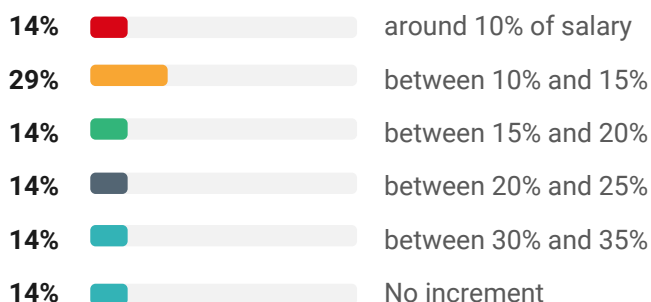 14% around 10% of salary
29% between 10% and 15%
14% between 15% and 20%
14% between 20% and 25%
14% between 30% and 35%
14% No increment